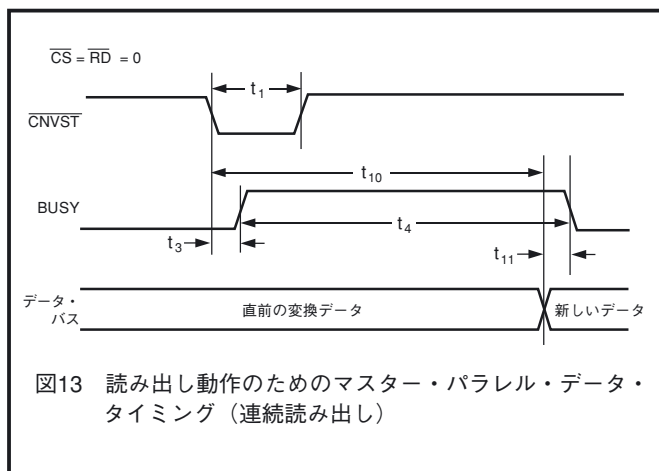 CS = RD = 0
t1
CNVST
t10
BUSY
t3
t4
t11
データ・
バス
直前の変換データ
新しいデータ
図13 読み出し動作のためのマスター・パラレル・データ・
タイミング（連続読み出し）